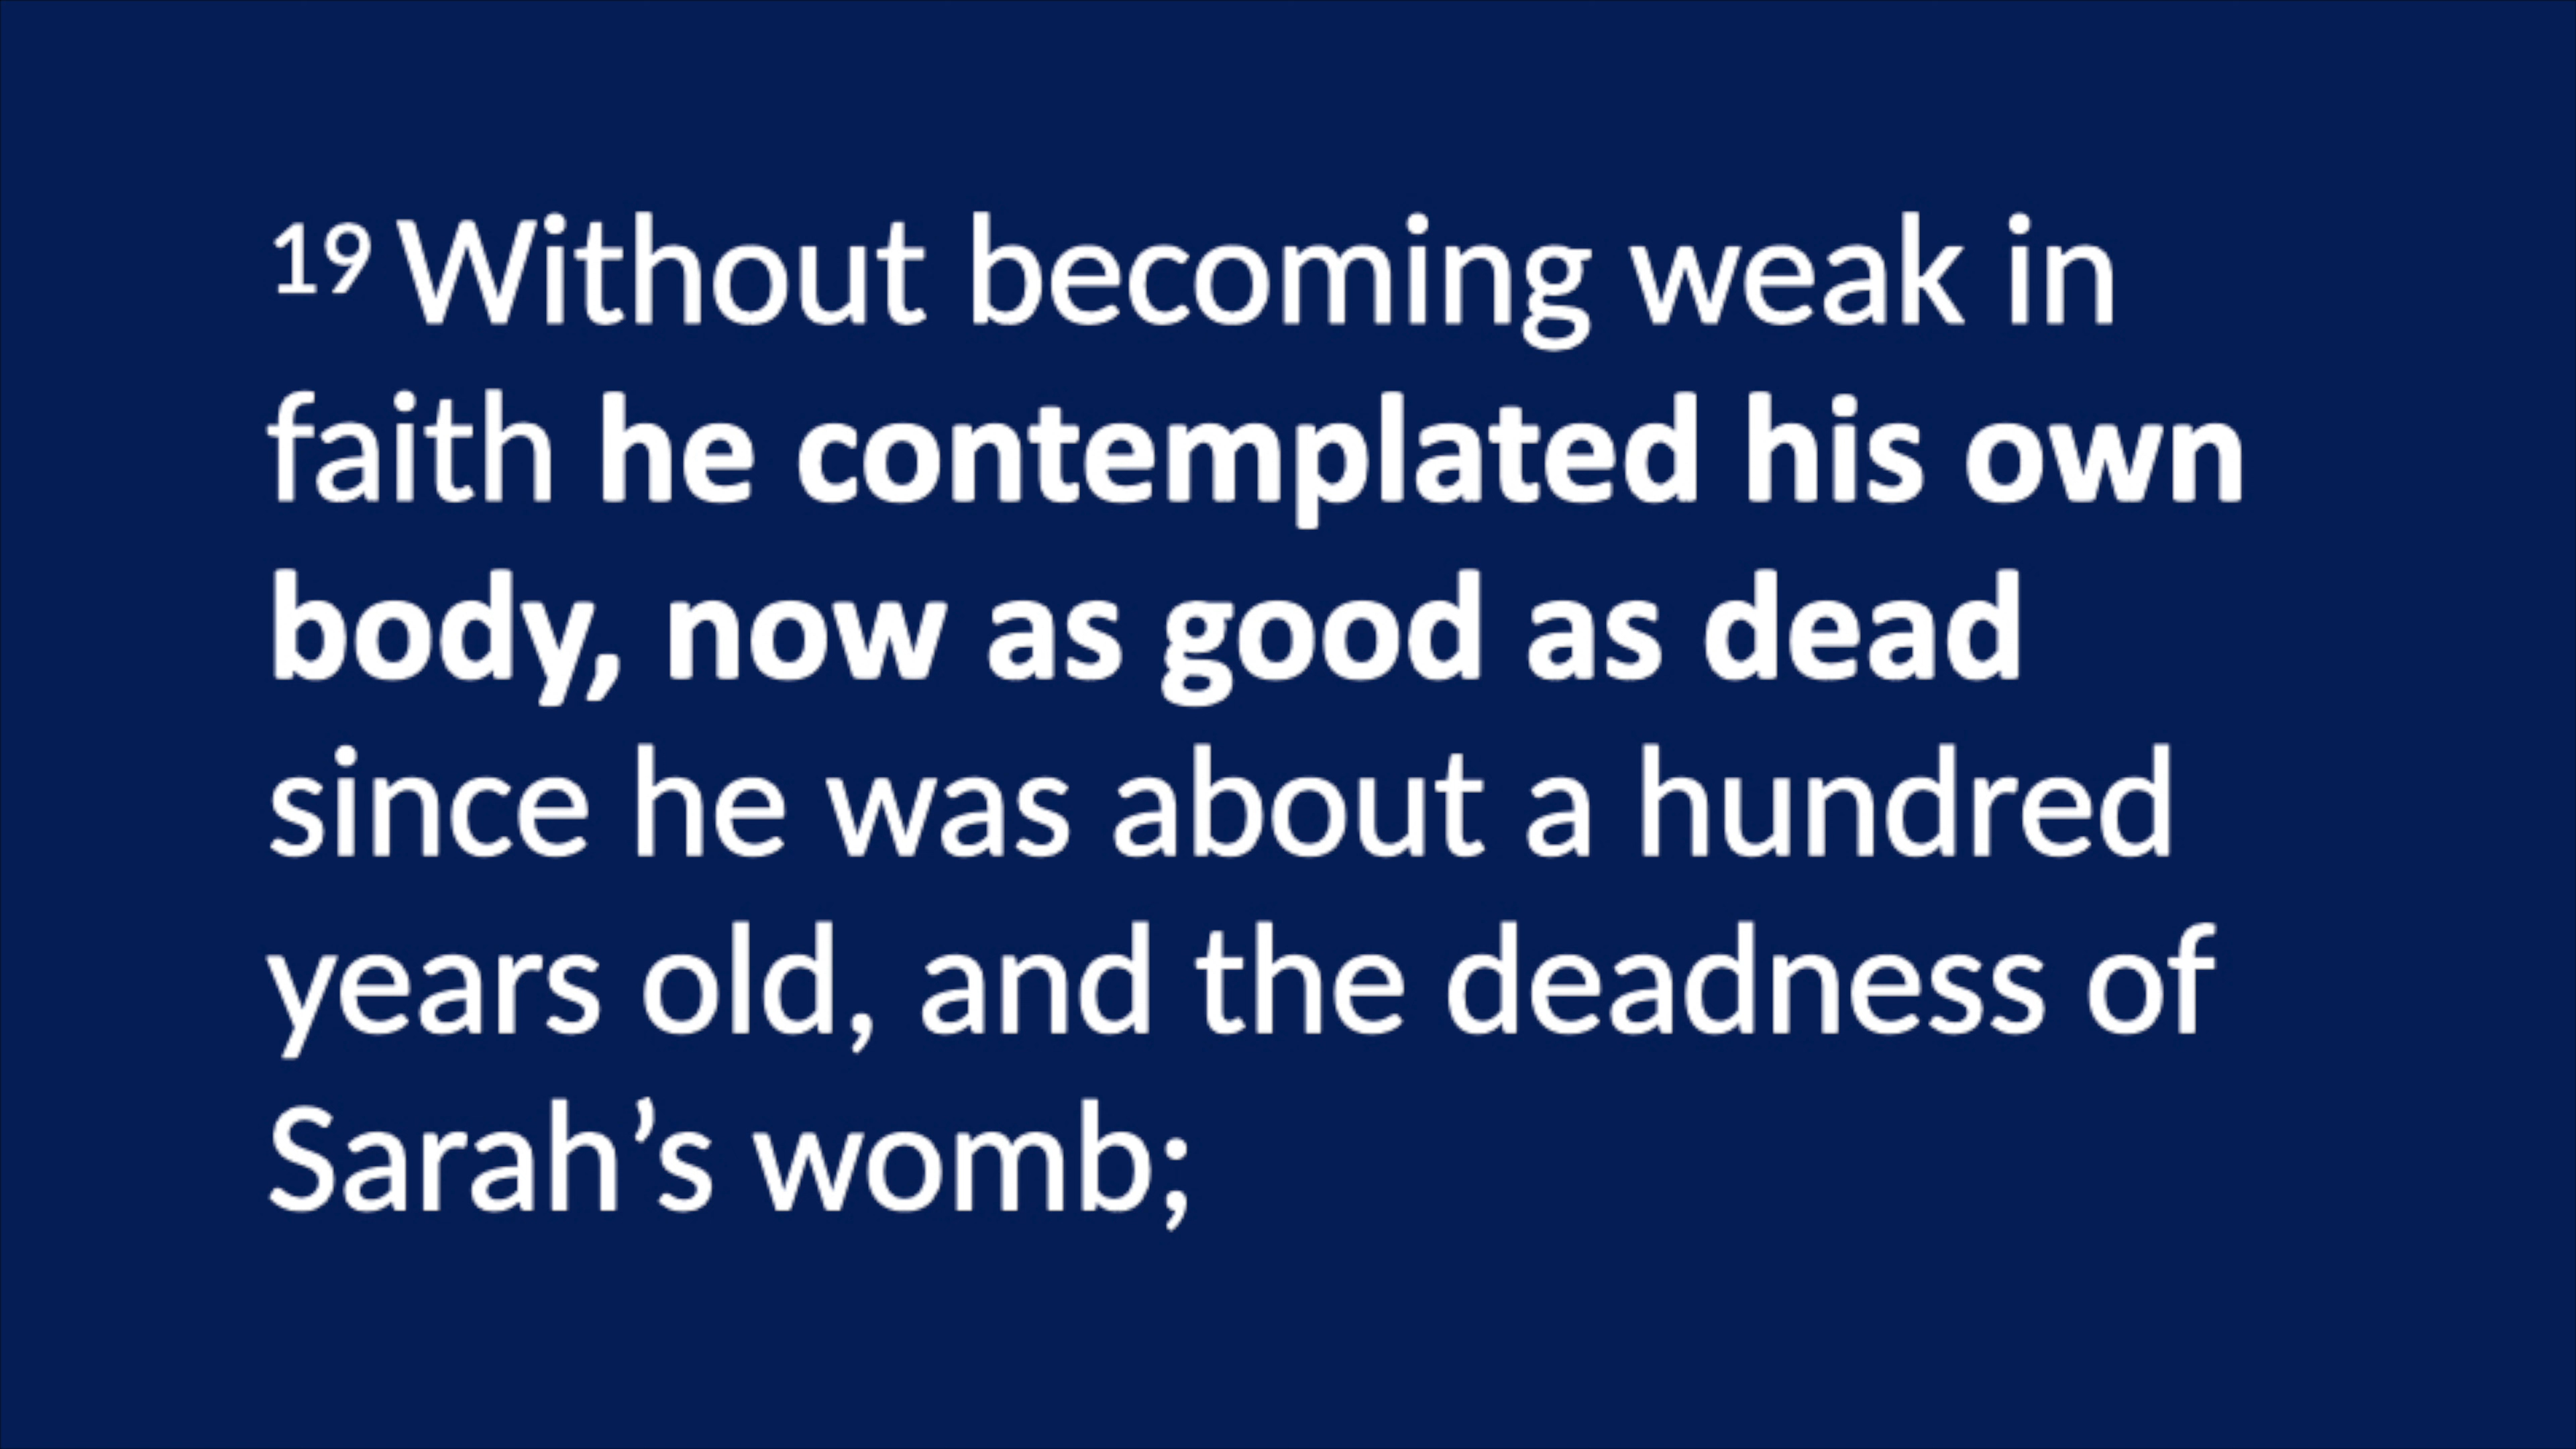 19 Without becoming weak in
faith he contemplated his own
body, now as good as dead
since he was about a hundred
years old, and the deadness of
Sarah’s womb;